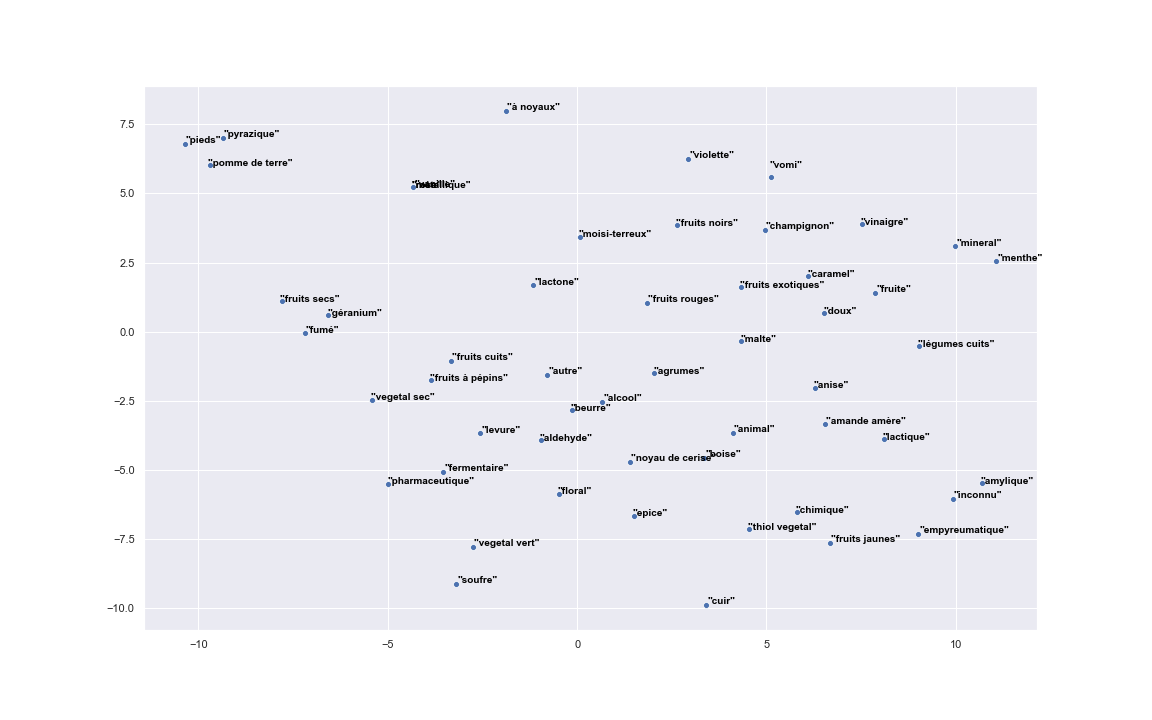 "à noyaux"
7.5
"pieds"
"pyrazique"
"violette"
"pomme de terre"
"vomi"
5.0
"fruits noirs"
"champignon"
"vinaigre"
"moisi-terreux"
"mineral"
"menthe"
2.5
"lactone"
"caramel"
"fruits exotiques"
"fruite"
"fruits secs"
"fruits rouges"
"géranium"
"doux"
0.0
"fumé"
"malte"
"légumes cuits"
"fruits cuits"
"autre"
"agrumes"
"fruits à pépins"
"anise"
−2.5
"vegetal sec"
"alcool"
"beurre"
"amande amère"
"levure"
"aldehyde"
"animal"
"lactique"
"noyau de cerise"
"boise"
−5.0
"fermentaire"
"pharmaceutique"
"amylique"
"floral"
"inconnu"
"epice"
"chimique"
"thiol vegetal"
"empyreumatique"
−7.5
"vegetal vert"
"fruits jaunes"
"soufre"
"cuir"
−10.0
−10
−5
0
5
10